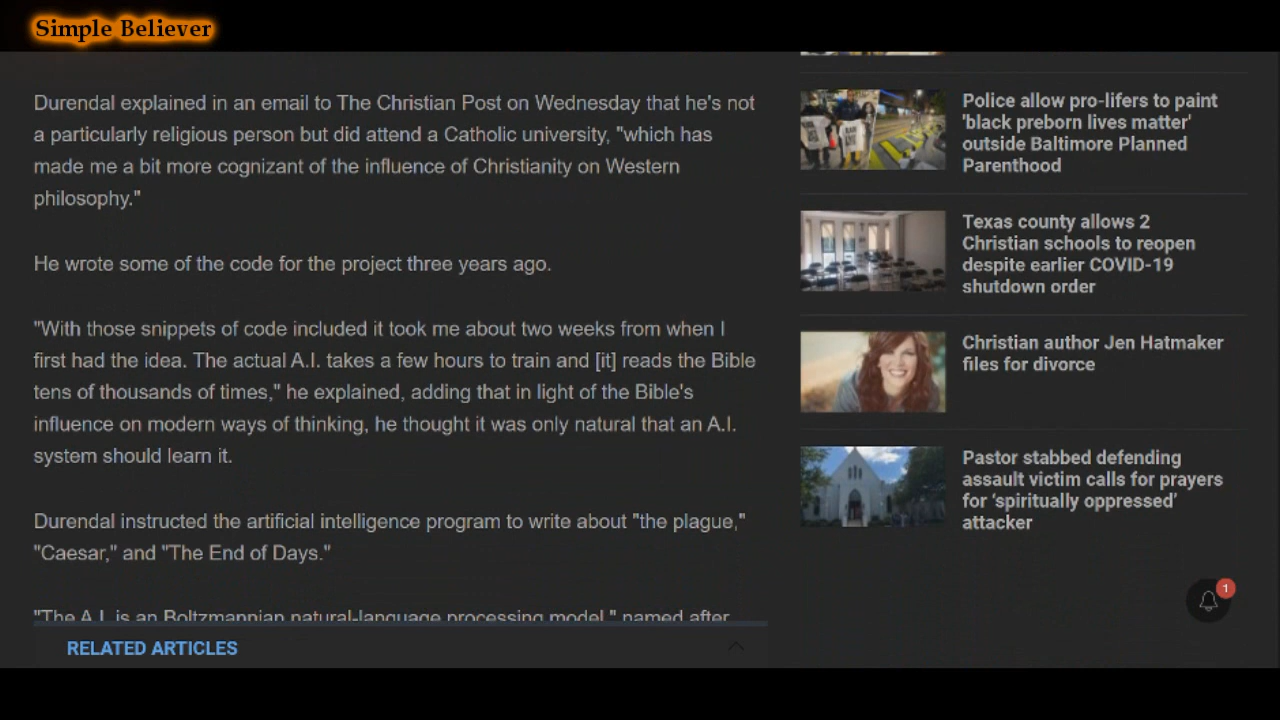 Simple Believer
Durendal explained in an email to The Christian Post on Wednesday that he's not
a particularly religious person but did attend a Catholic university, "which has
made me a bit more cognizant of the influence of Christianity on Western
philosophy."
He wrote some of the code for the project three years ago.
"With those snippets of code included it took me about two weeks from when I
first had the idea. The actual A.I. takes a few hours to train and [it] reads the Bible
tens of thousands of times," he explained, adding that in light of the Bible's
influence on modern ways of thinking, he thought it was only natural that an A.I.
system should learn it.
Durendal instructed the artificial intelligence program to write about "the plague,"
"Caesar," and "The End of Days."
"The A.I. is an Boltzmannian natural-language processing model," named after
RELATED ARTICLES
Police allow pro-lifers to paint
'black preborn lives matter'
outside Baltimore Planned
Parenthood
Texas county allows 2
Christian schools to reopen
despite earlier COVID-19
shutdown order
Christian author Jen Hatmaker
files for divorce
Pastor stabbed defending
assault victim calls for prayers
for ‘spiritually oppressed’
attacker
1